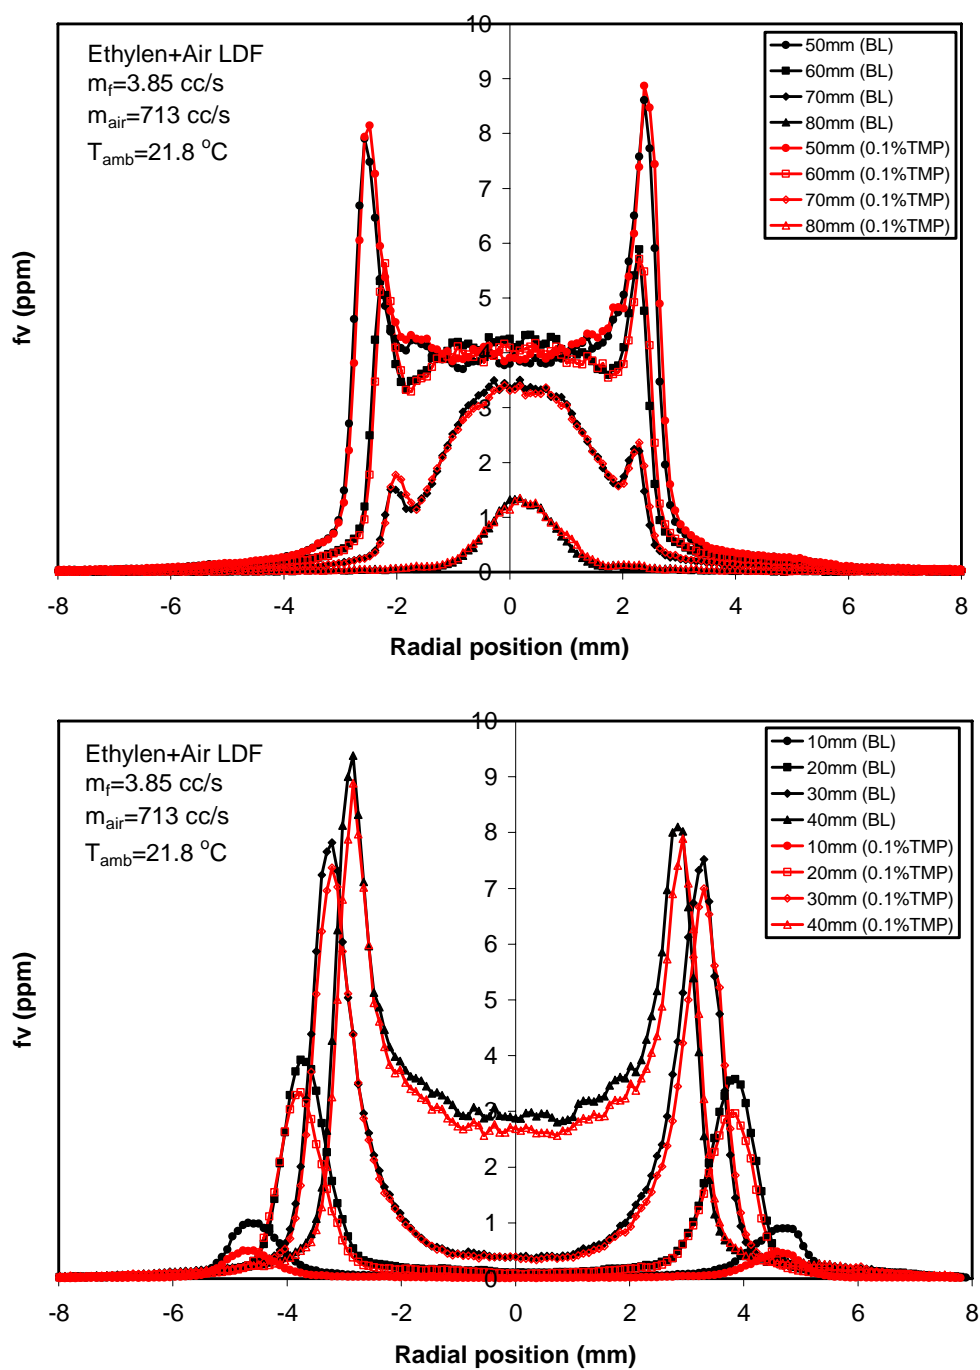 10
Ethylen+Air LDF
mf=3.85 cc/s
mair=713 cc/s
Tamb=21.8 °C
50mm (BL)
60mm (BL)
70mm (BL)
80mm (BL)
50mm (0.1%TMP)
60mm (0.1%TMP)
70mm (0.1%TMP)
80mm (0.1%TMP)
9
8
7
6
5
3
2
1
0
fv (ppm)
-8 -6 -4 -2 0 2 4 6 8
Radial position (mm)
10
Ethylen+Air LDF
mf=3.85 cc/s
mair=713 cc/s
Tamb=21.8 °C
10mm (BL)
20mm (BL)
30mm (BL)
40mm (BL)
10mm (0.1%TMP)
20mm (0.1%TMP)
30mm (0.1%TMP)
40mm (0.1%TMP)
9
8
7
6
5
4
3
2
1
0
fv (ppm)
-8 -6 -4 -2 0 2 4 6 8
Radial position (mm)